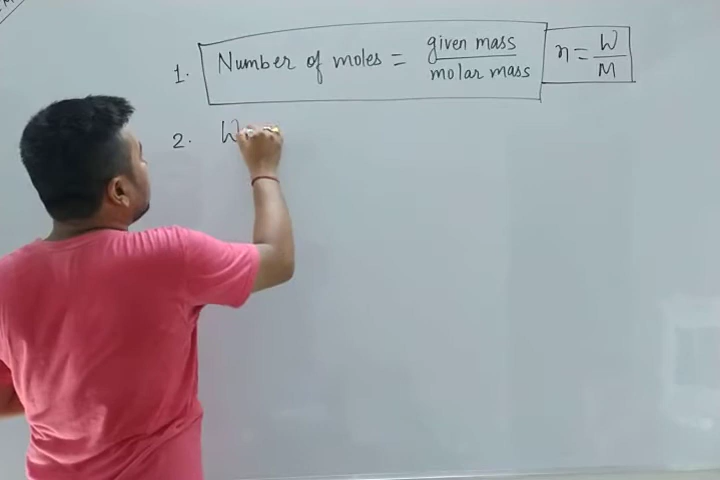 1. Number of moles = given mass / molar mass n = W / M
2. W